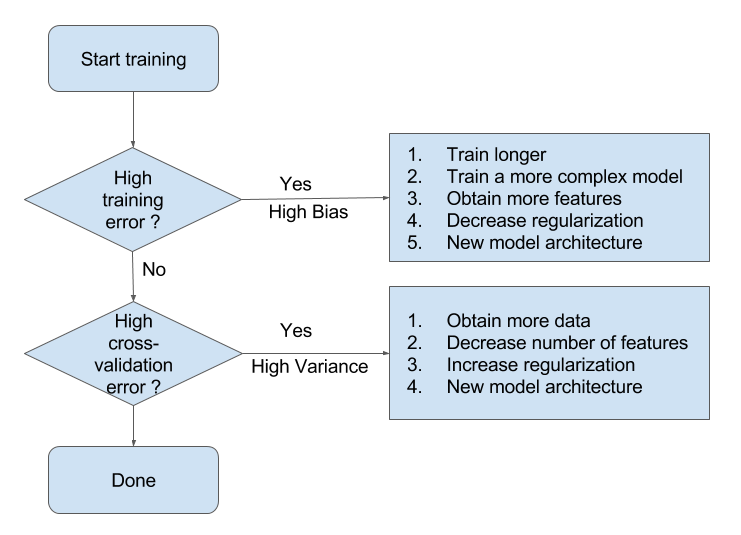 Start training
High
training
error ?
Yes
High Bias
1. Train longer
2. Train a more complex model
3. Obtain more features
4. Decrease regularization
5. New model architecture
No
High
cross-
validation
error ?
Yes
High Variance
1. Obtain more data
2. Decrease number of features
3. Increase regularization
4. New model architecture
Done